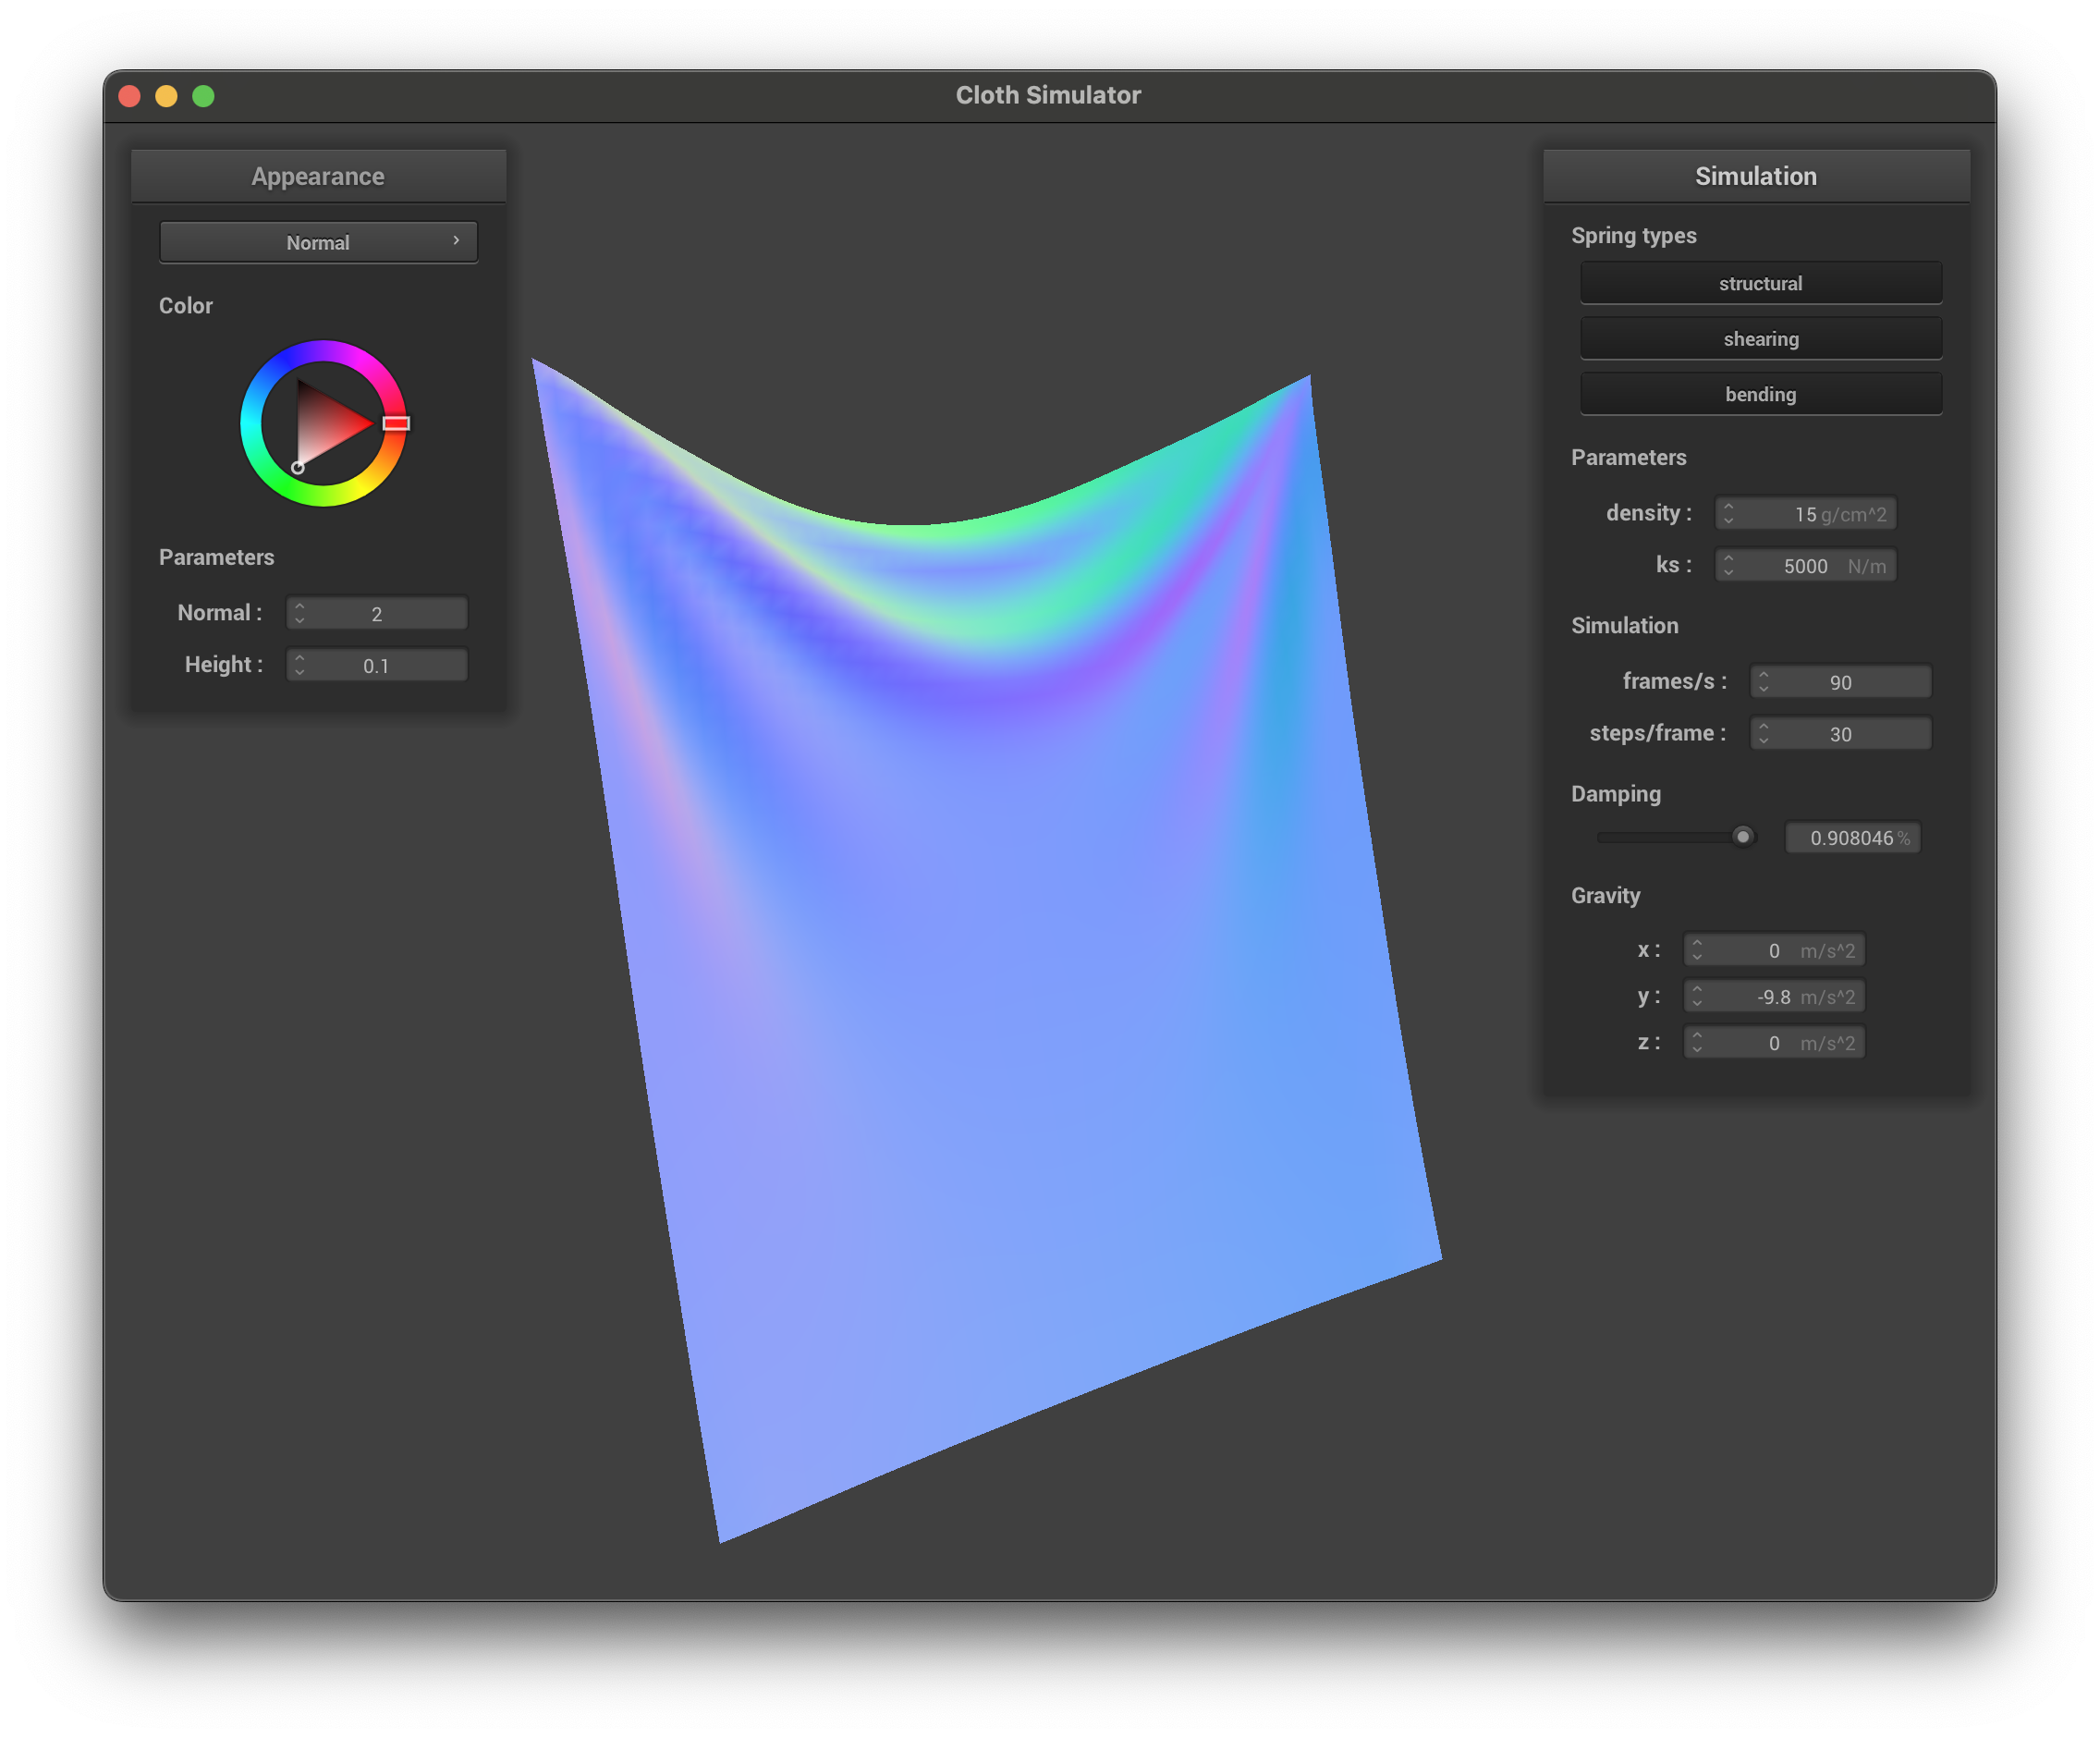 Cloth Simulator
Appearance
Normal
Color
Parameters
Normal : 2
Height : 0.1
Simulation
Spring types
structural
shearing
bending
Parameters
density : 15 g/cm^2
ks : 5000 N/m
Simulation
frames/s : 90
steps/frame : 30
Damping
0.908046 %
Gravity
x : 0 m/s^2
y : -9.8 m/s^2
z : 0 m/s^2